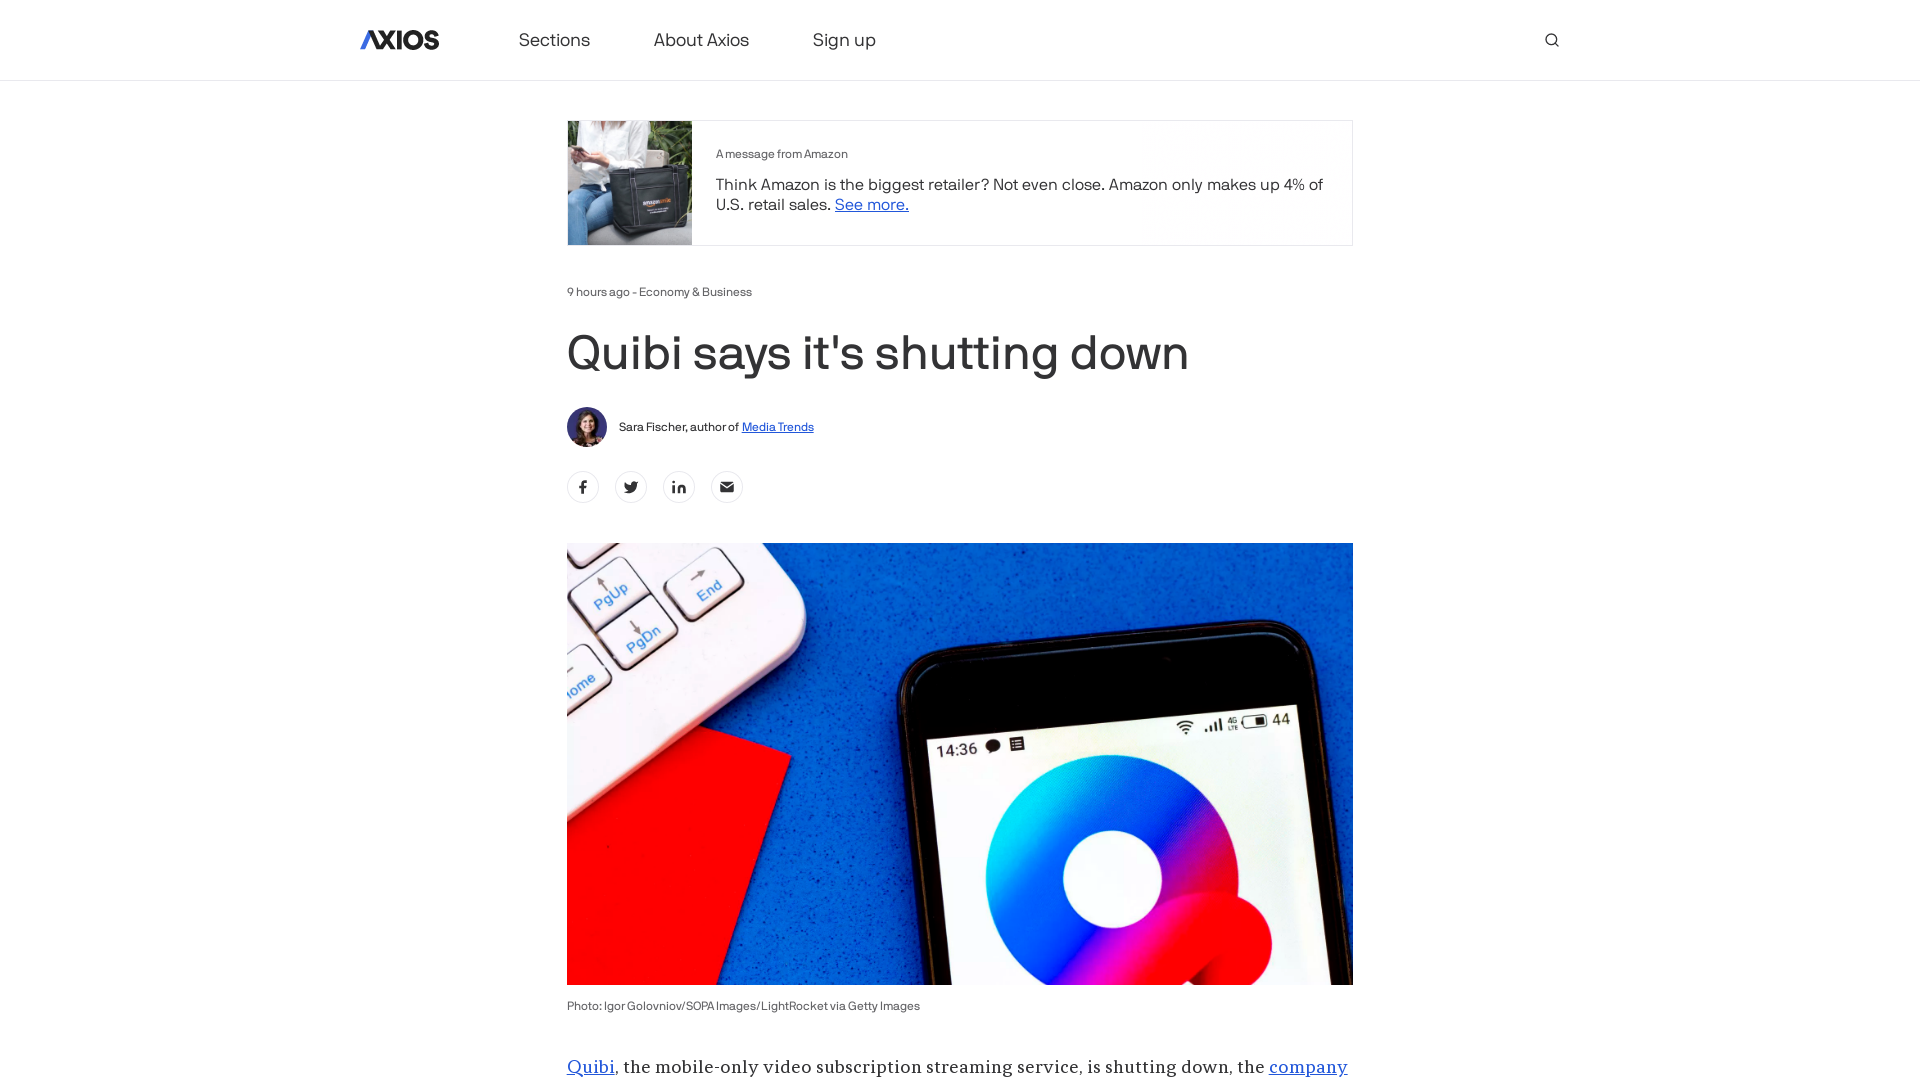 AXIOS
Sections
About Axios
Sign up
A message from Amazon
Think Amazon is the biggest retailer? Not even close. Amazon only makes up 4% of
U.S. retail sales. See more.
9 hours ago - Economy & Business
Quibi says it's shutting down
Sara Fischer, author of Media Trends
PgUp
End
PgDn
Home
14:36
4G
LTE
44
Photo: Igor Golovniov/SOPA Images/LightRocket via Getty Images
Quibi, the mobile-only video subscription streaming service, is shutting down, the company